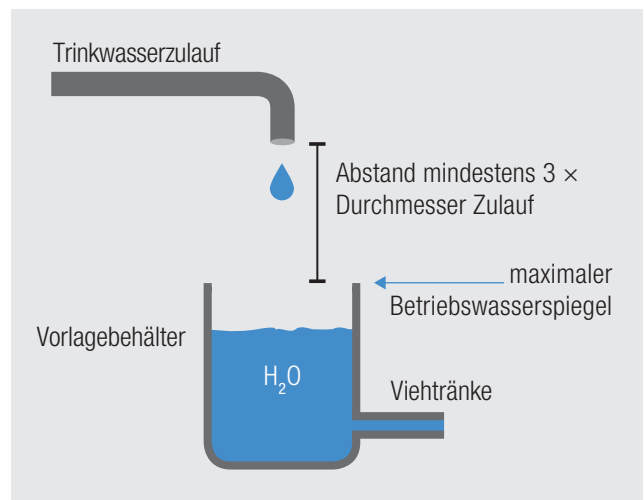 Trinkwasserzulauf
Abstand mindestens 3 ×
Durchmesser Zulauf
maximaler
Betriebswasserspiegel
Vorlagebehälter
H₂O
Viehtränke